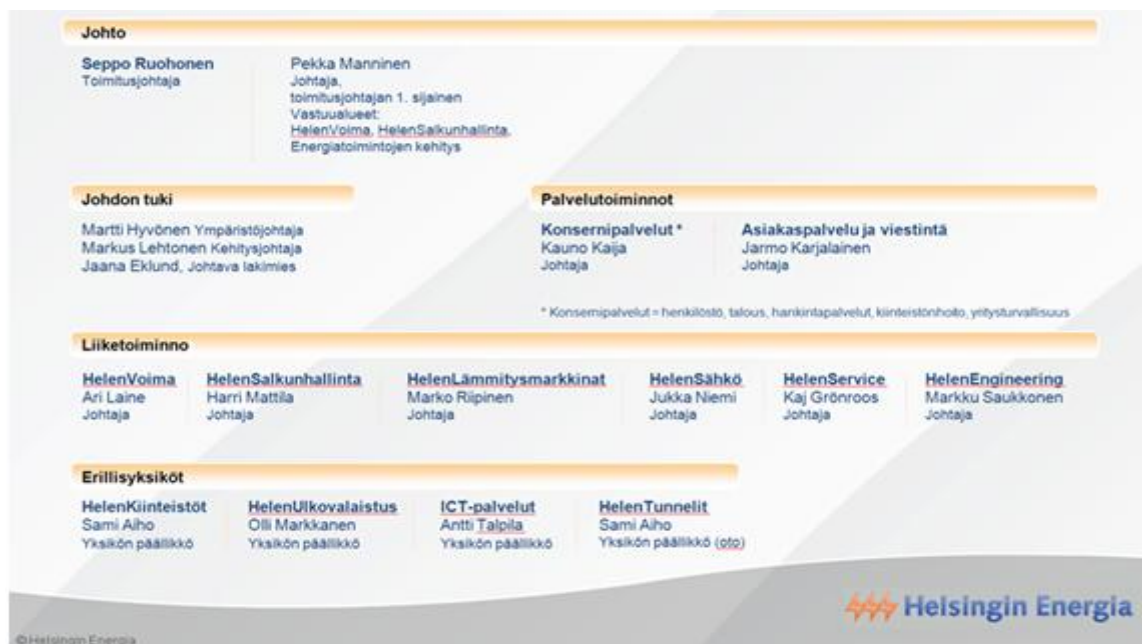 Johto
Seppo Ruohonen
Toimitusjohtaja
Pekka Manninen
Johtaja,
toimitusjohtajan 1. sijainen
Vastuualueet:
HelenVoima, HelenSalkunhallinta,
Energiatoimintojen kehitys
Johdon tuki
Martti Hyvönen Ympäristöjohtaja
Markus Lehtonen Kehitysjohtaja
Jaana Eklund, Johtava lakimies
Palvelutoiminnot
Konsernipalvelut *
Kauno Kaija
Johtaja
Asiakaspalvelu ja viestintä
Jarmo Karjalainen
Johtaja
* Konsernipalvelut = henkilöstö, talous, hankintapalvelut, kiinteistönhoito, yritysturvallisuus
Liiketoiminno
HelenVoima
Ari Laine
Johtaja
HelenSalkunhallinta
Harri Mattila
Johtaja
HelenLämmitysmarkkinat
Marko Riipinen
Johtaja
HelenSähkö
Jukka Niemi
Johtaja
HelenService
Kaj Grönroos
Johtaja
HelenEngineering
Markku Saukkonen
Johtaja
Erillisyksiköt
HelenKiinteistöt
Sami Aiho
Yksikön päällikkö
HelenUlkovalaistus
Olli Markkanen
Yksikön päällikkö
ICT-palvelut
Antti Talpila
Yksikön päällikkö
HelenTunnelit
Sami Aiho
Yksikön päällikkö (oto)
Helsingin Energia
© Helsingin Energia